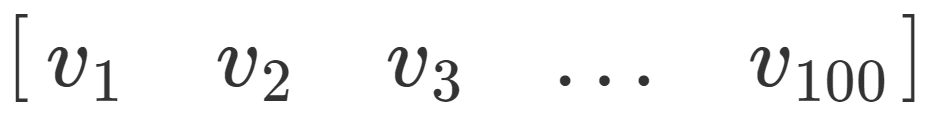 [ v₁ v₂ v₃ … v₁₀₀ ]